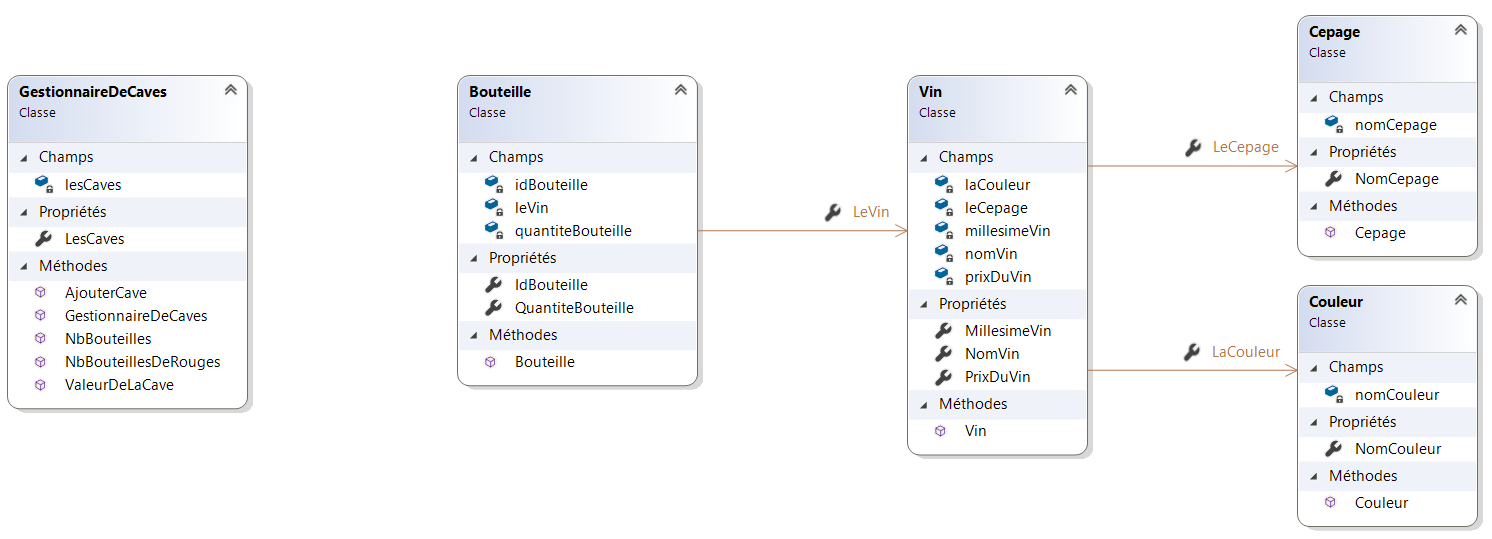 GestionnaireDeCaves
Classe
Champs
lesCaves
Propriétés
LesCaves
Méthodes
AjouterCave
GestionnaireDeCaves
NbBouteilles
NbBouteillesDeRouges
ValeurDeLaCave
Bouteille
Classe
Champs
idBouteille
leVin
quantiteBouteille
Propriétés
IdBouteille
QuantiteBouteille
Méthodes
Bouteille
LeVin
Vin
Classe
Champs
laCouleur
leCepage
millesimeVin
nomVin
prixDuVin
Propriétés
MillesimeVin
NomVin
PrixDuVin
Méthodes
Vin
LeCepage
LaCouleur
Cepage
Classe
Champs
nomCepage
Propriétés
NomCepage
Méthodes
Cepage
Couleur
Classe
Champs
nomCouleur
Propriétés
NomCouleur
Méthodes
Couleur